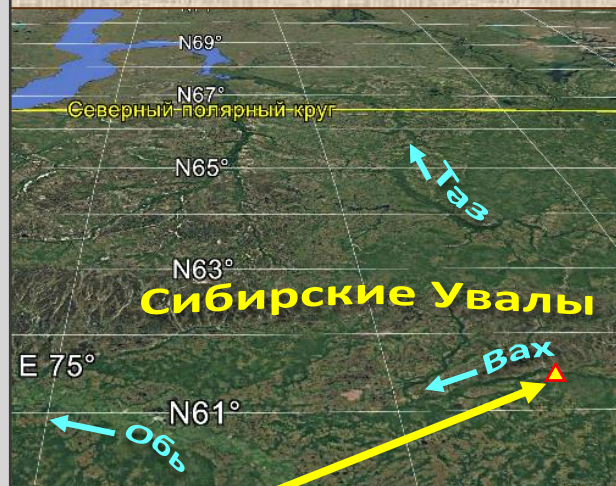 N69°
N67°
Северный полярный круг
N65°
Таз
N63°
Сибирские Увалы
Вах
E 75°
N61°
Обь